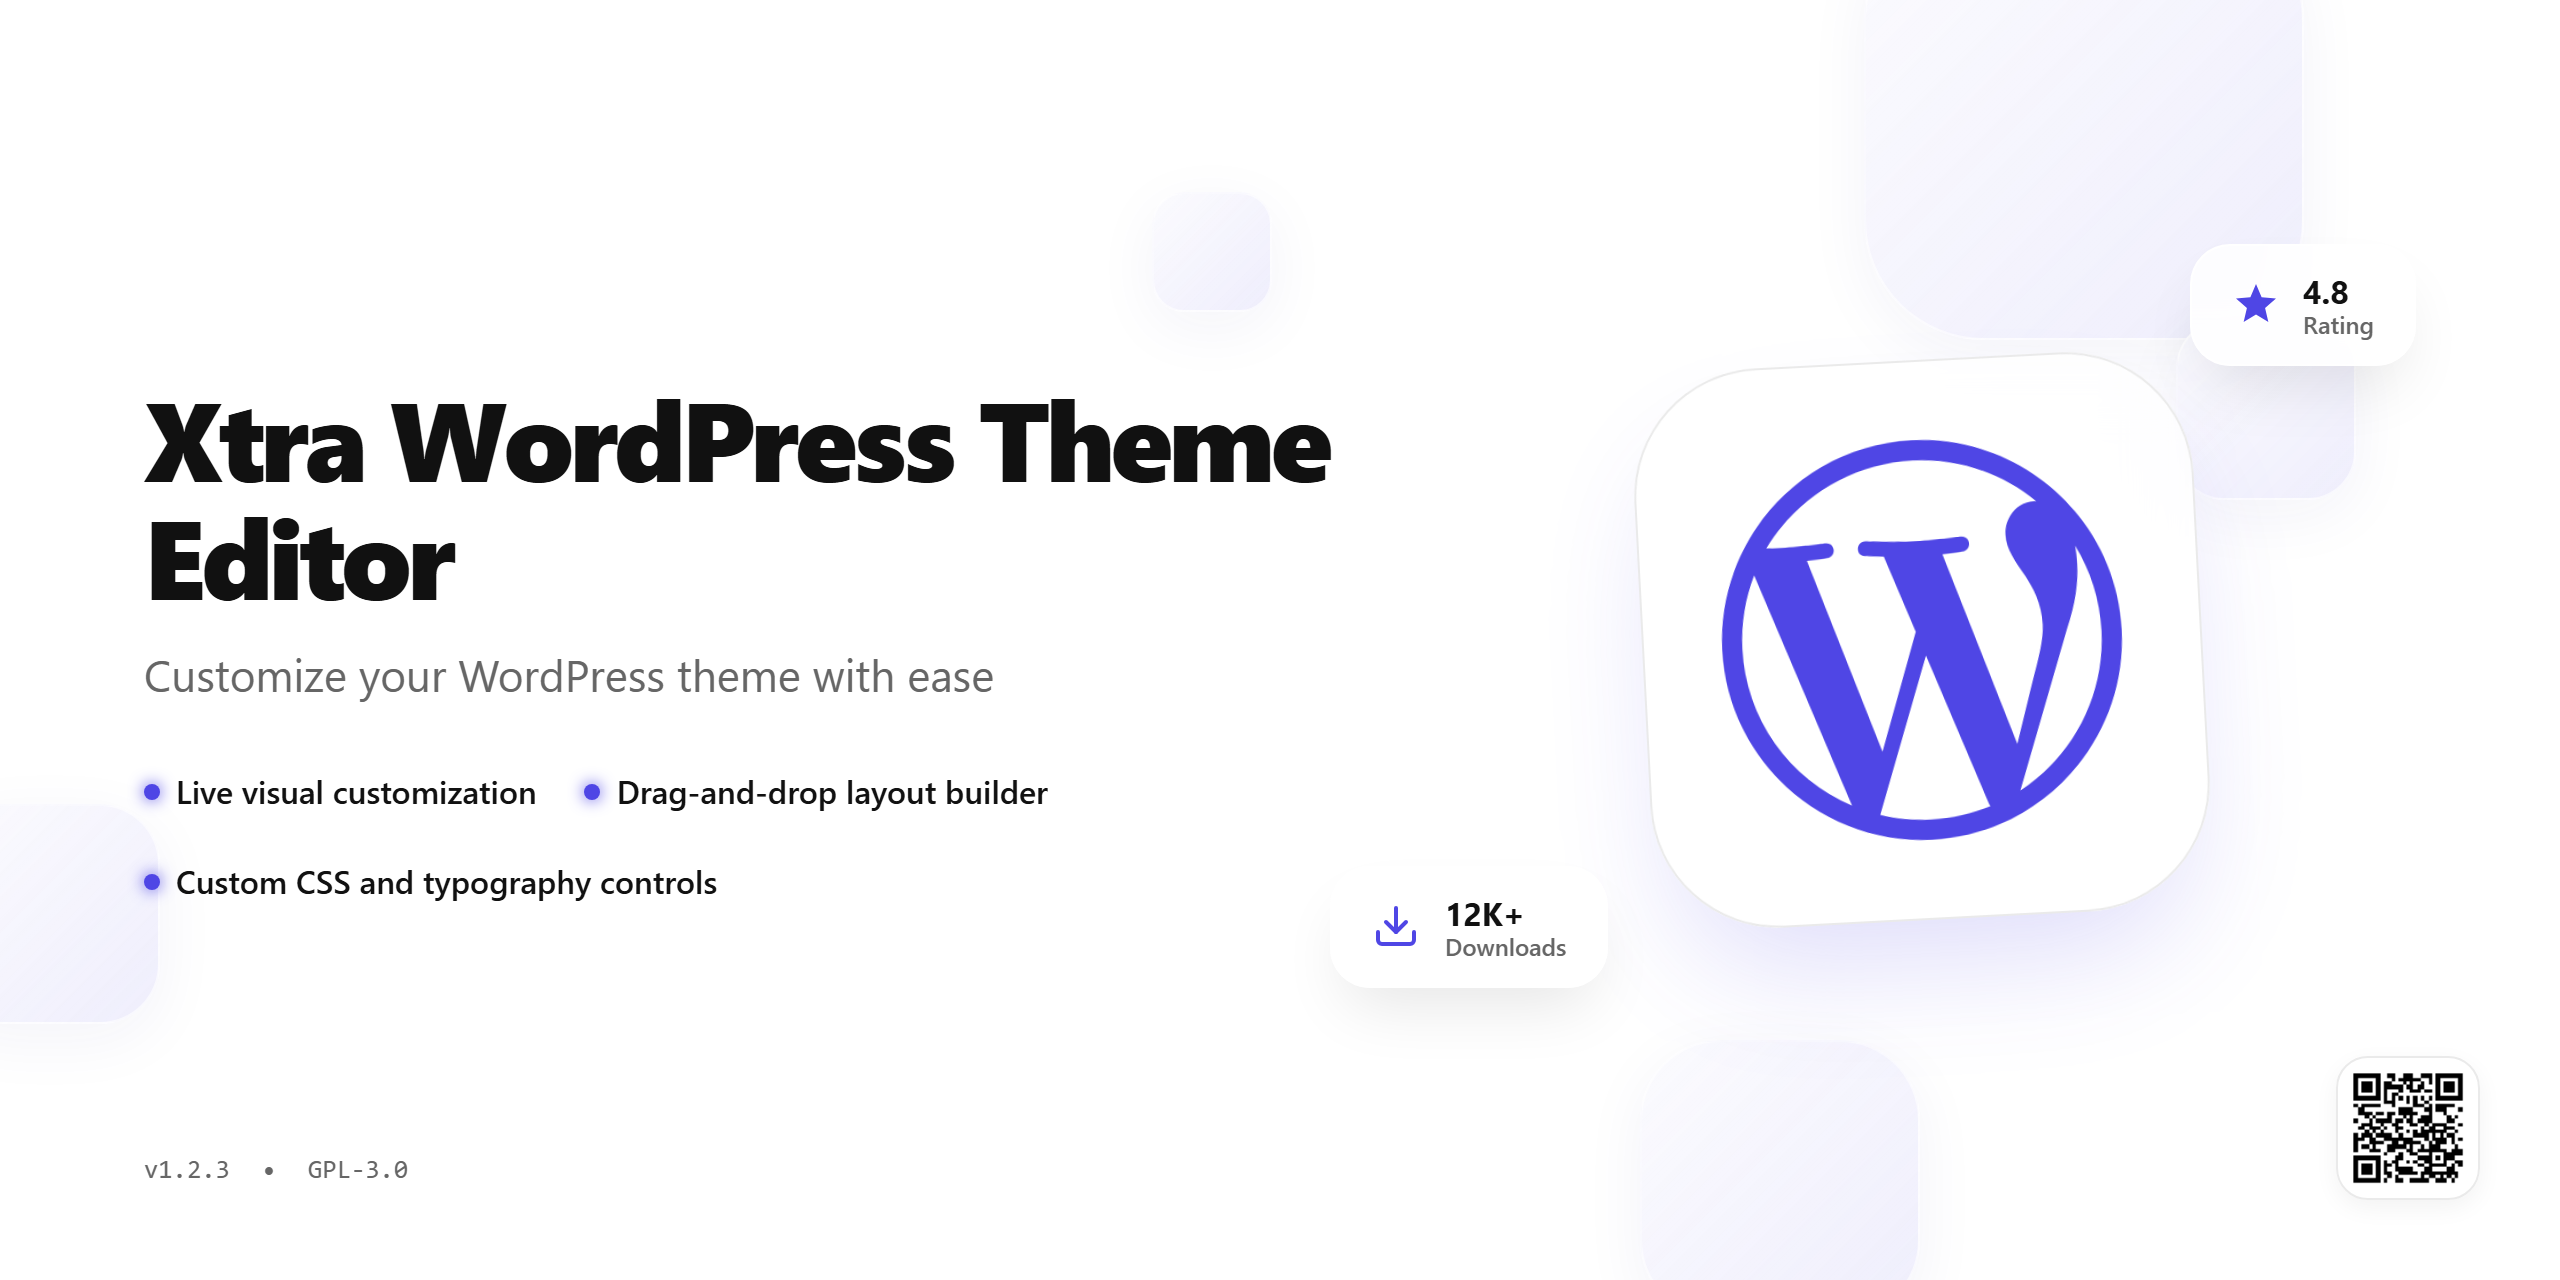 Xtra WordPress Theme
Editor
Customize your WordPress theme with ease
Live visual customization
Drag-and-drop layout builder
Custom CSS and typography controls
4.8
Rating
12K+
Downloads
v1.2.3 • GPL-3.0